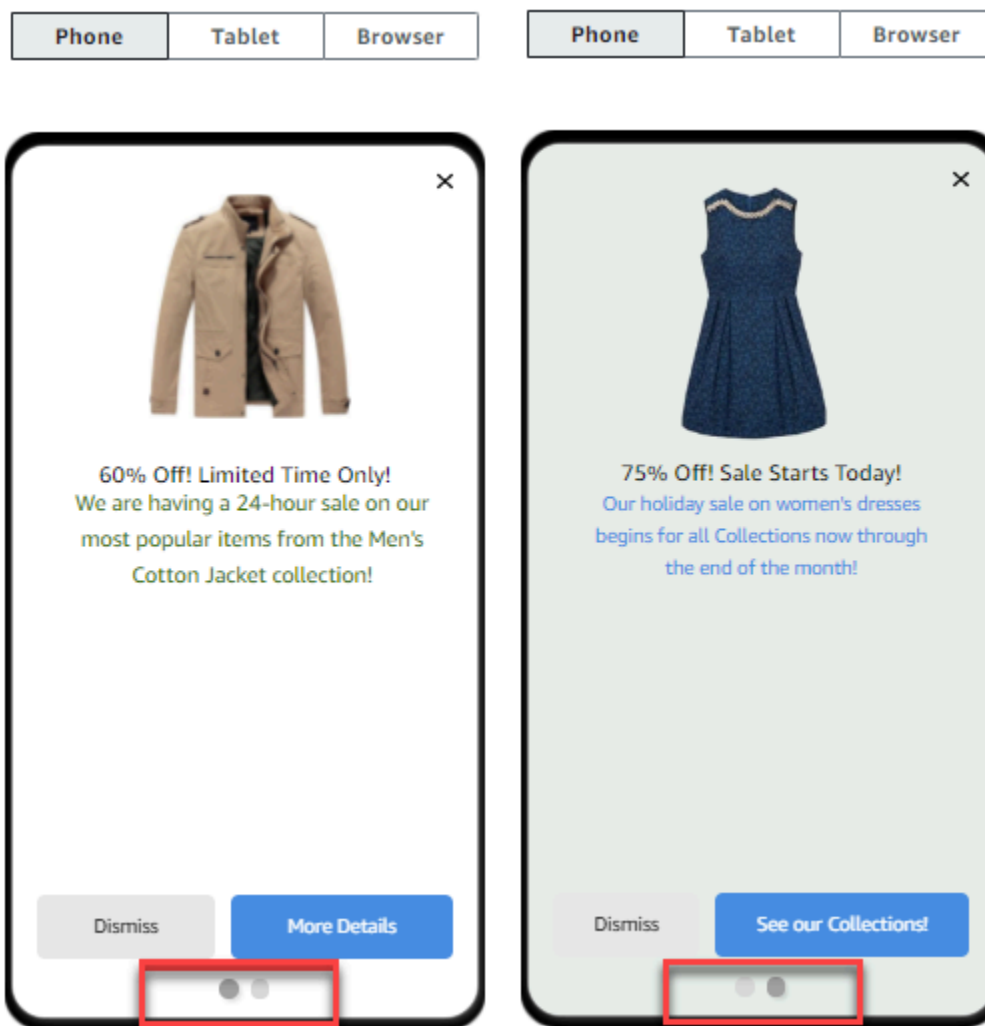 Phone Tablet Browser
60% Off! Limited Time Only!
We are having a 24-hour sale on our
most popular items from the Men's
Cotton Jacket collection!
Dismiss More Details
Phone Tablet Browser
75% Off! Sale Starts Today!
Our holiday sale on women's dresses
begins for all Collections now through
the end of the month!
Dismiss See our Collections!